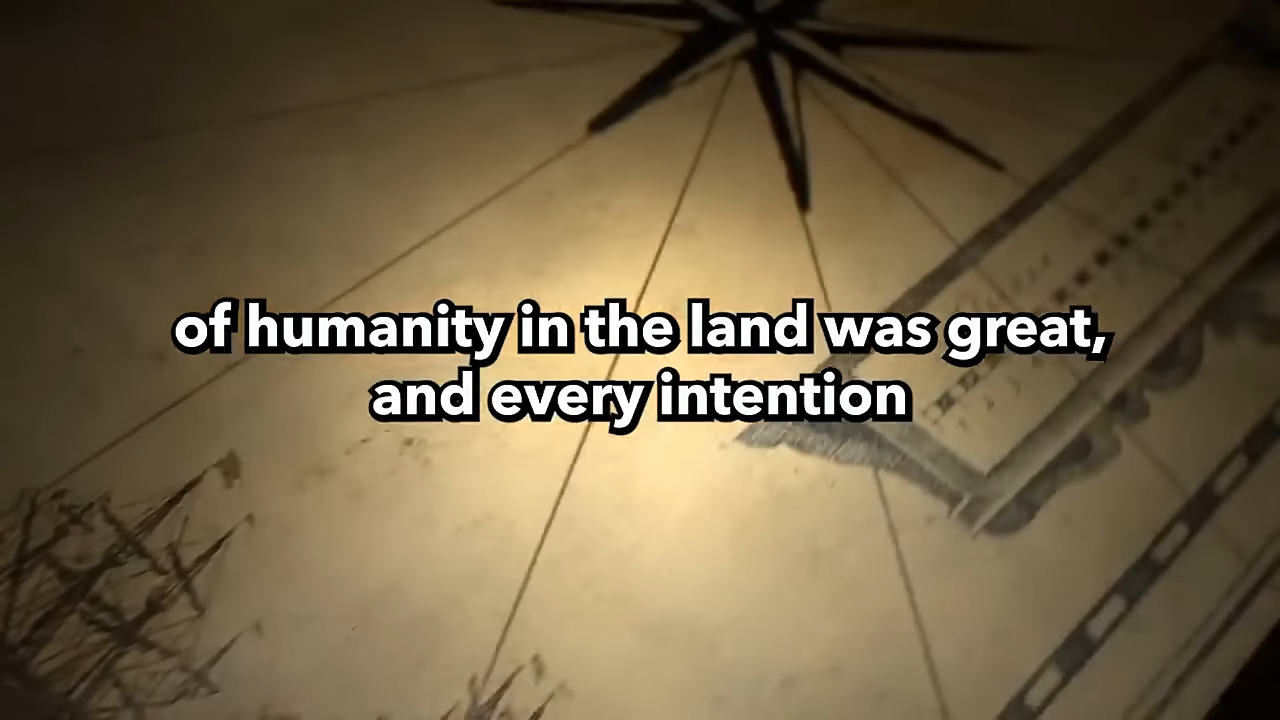 of humanity in the land was great,
and every intention